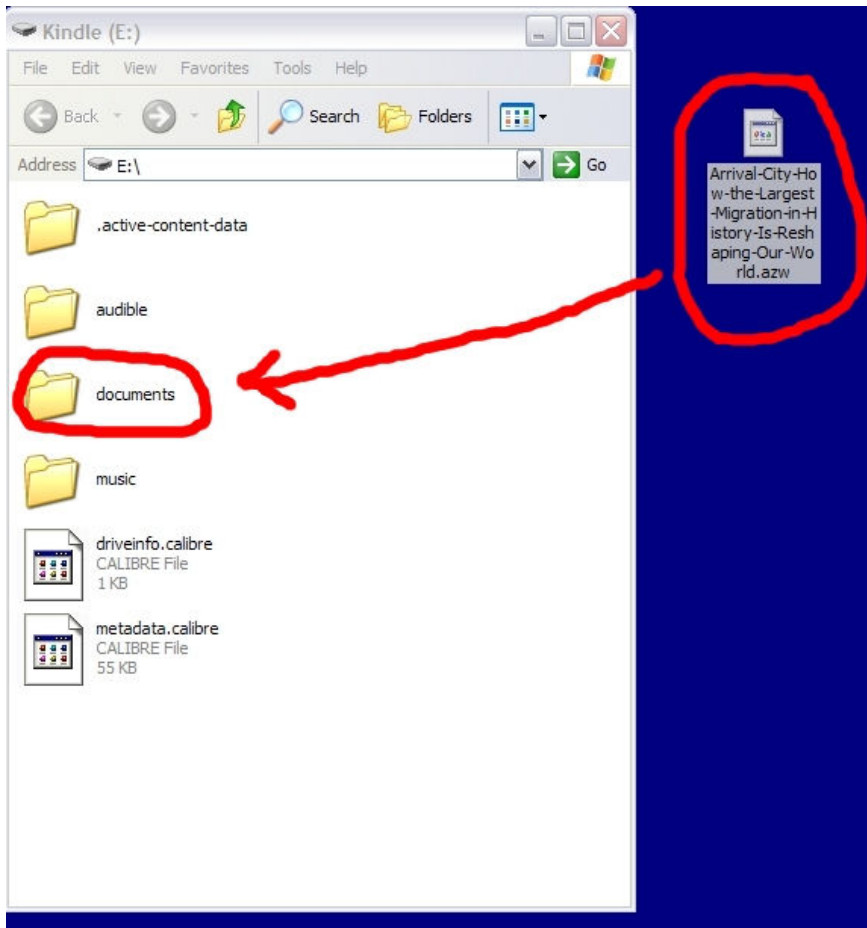 Kindle (E:)
File Edit View Favorites Tools Help
Back Search Folders
Address E:\ Go
.active-content-data
audible
documents
music
driveinfo.calibre
CALIBRE File
1 KB
metadata.calibre
CALIBRE File
55 KB
Arrival-City-Ho
w-the-Largest
-Migration-in-H
istory-Is-Resh
aping-Our-Wo
rld.azw